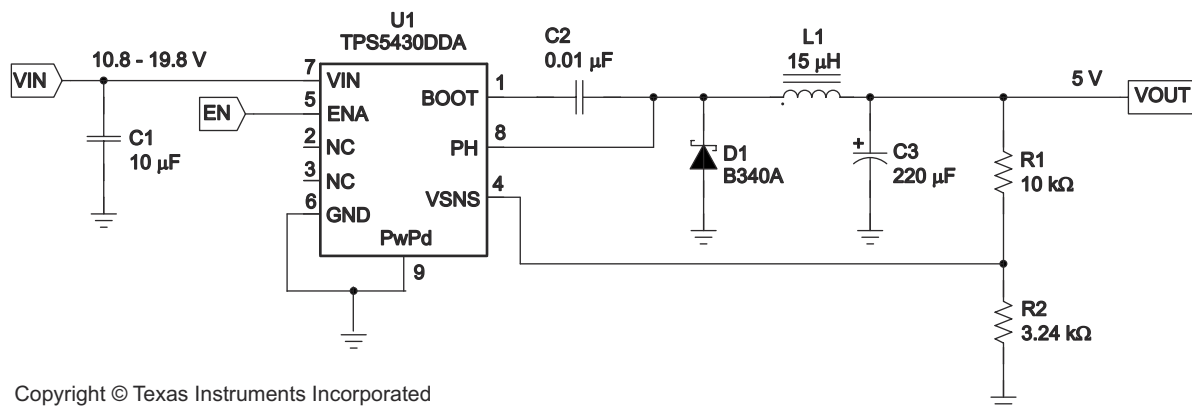 U1
TPS5430DDA
VIN
10.8 - 19.8 V
EN
C1
10 μF
7
VIN
5
ENA
2
NC
3
NC
6
GND
PwPd
9
1
BOOT
8
PH
4
VSNS
C2
0.01 μF
L1
15 μH
D1
B340A
C3
220 μF
5 V
VOUT
R1
10 kΩ
R2
3.24 kΩ
Copyright © Texas Instruments Incorporated